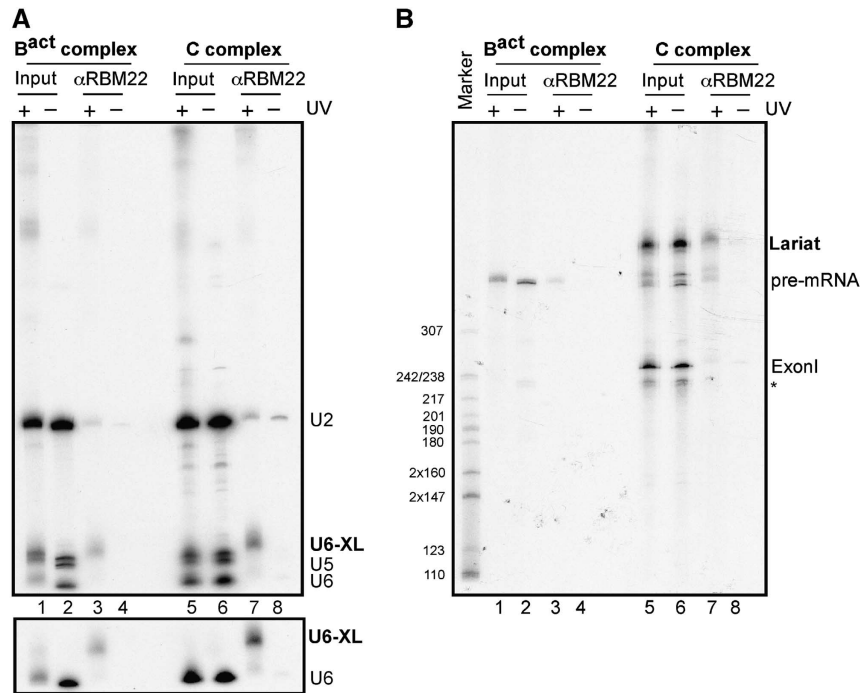 A
B^act complex
C complex
Input
αRBM22
Input
αRBM22
+ − + − + − + − UV
U2
U6-XL
U5
U6
1 2 3 4 5 6 7 8
U6-XL
U6
B
Marker
B^act complex
C complex
Input
αRBM22
Input
αRBM22
+ − + − + − + − UV
Lariat
pre-mRNA
307
ExonI
242/238
*
217
201
190
180
2x160
2x147
123
110
1 2 3 4 5 6 7 8